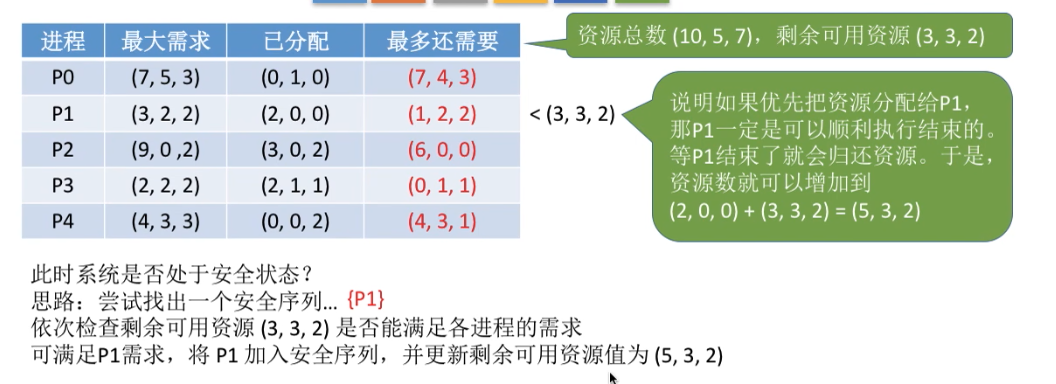 进程 最大需求 已分配 最多还需要
P0 (7, 5, 3) (0, 1, 0) (7, 4, 3)
P1 (3, 2, 2) (2, 0, 0) (1, 2, 2) < (3, 3, 2)
P2 (9, 0 ,2) (3, 0, 2) (6, 0, 0)
P3 (2, 2, 2) (2, 1, 1) (0, 1, 1)
P4 (4, 3, 3) (0, 0, 2) (4, 3, 1)
资源总数 (10, 5, 7)，剩余可用资源 (3, 3, 2)
说明如果优先把资源分配给P1，
那P1一定是可以顺利执行结束的。
等P1结束了就会归还资源。于是，
资源数就可以增加到
(2, 0, 0) + (3, 3, 2) = (5, 3, 2)
此时系统是否处于安全状态？
思路：尝试找出一个安全序列… {P1}
依次检查剩余可用资源 (3, 3, 2) 是否能满足各进程的需求
可满足P1需求，将 P1 加入安全序列，并更新剩余可用资源值为 (5, 3, 2)